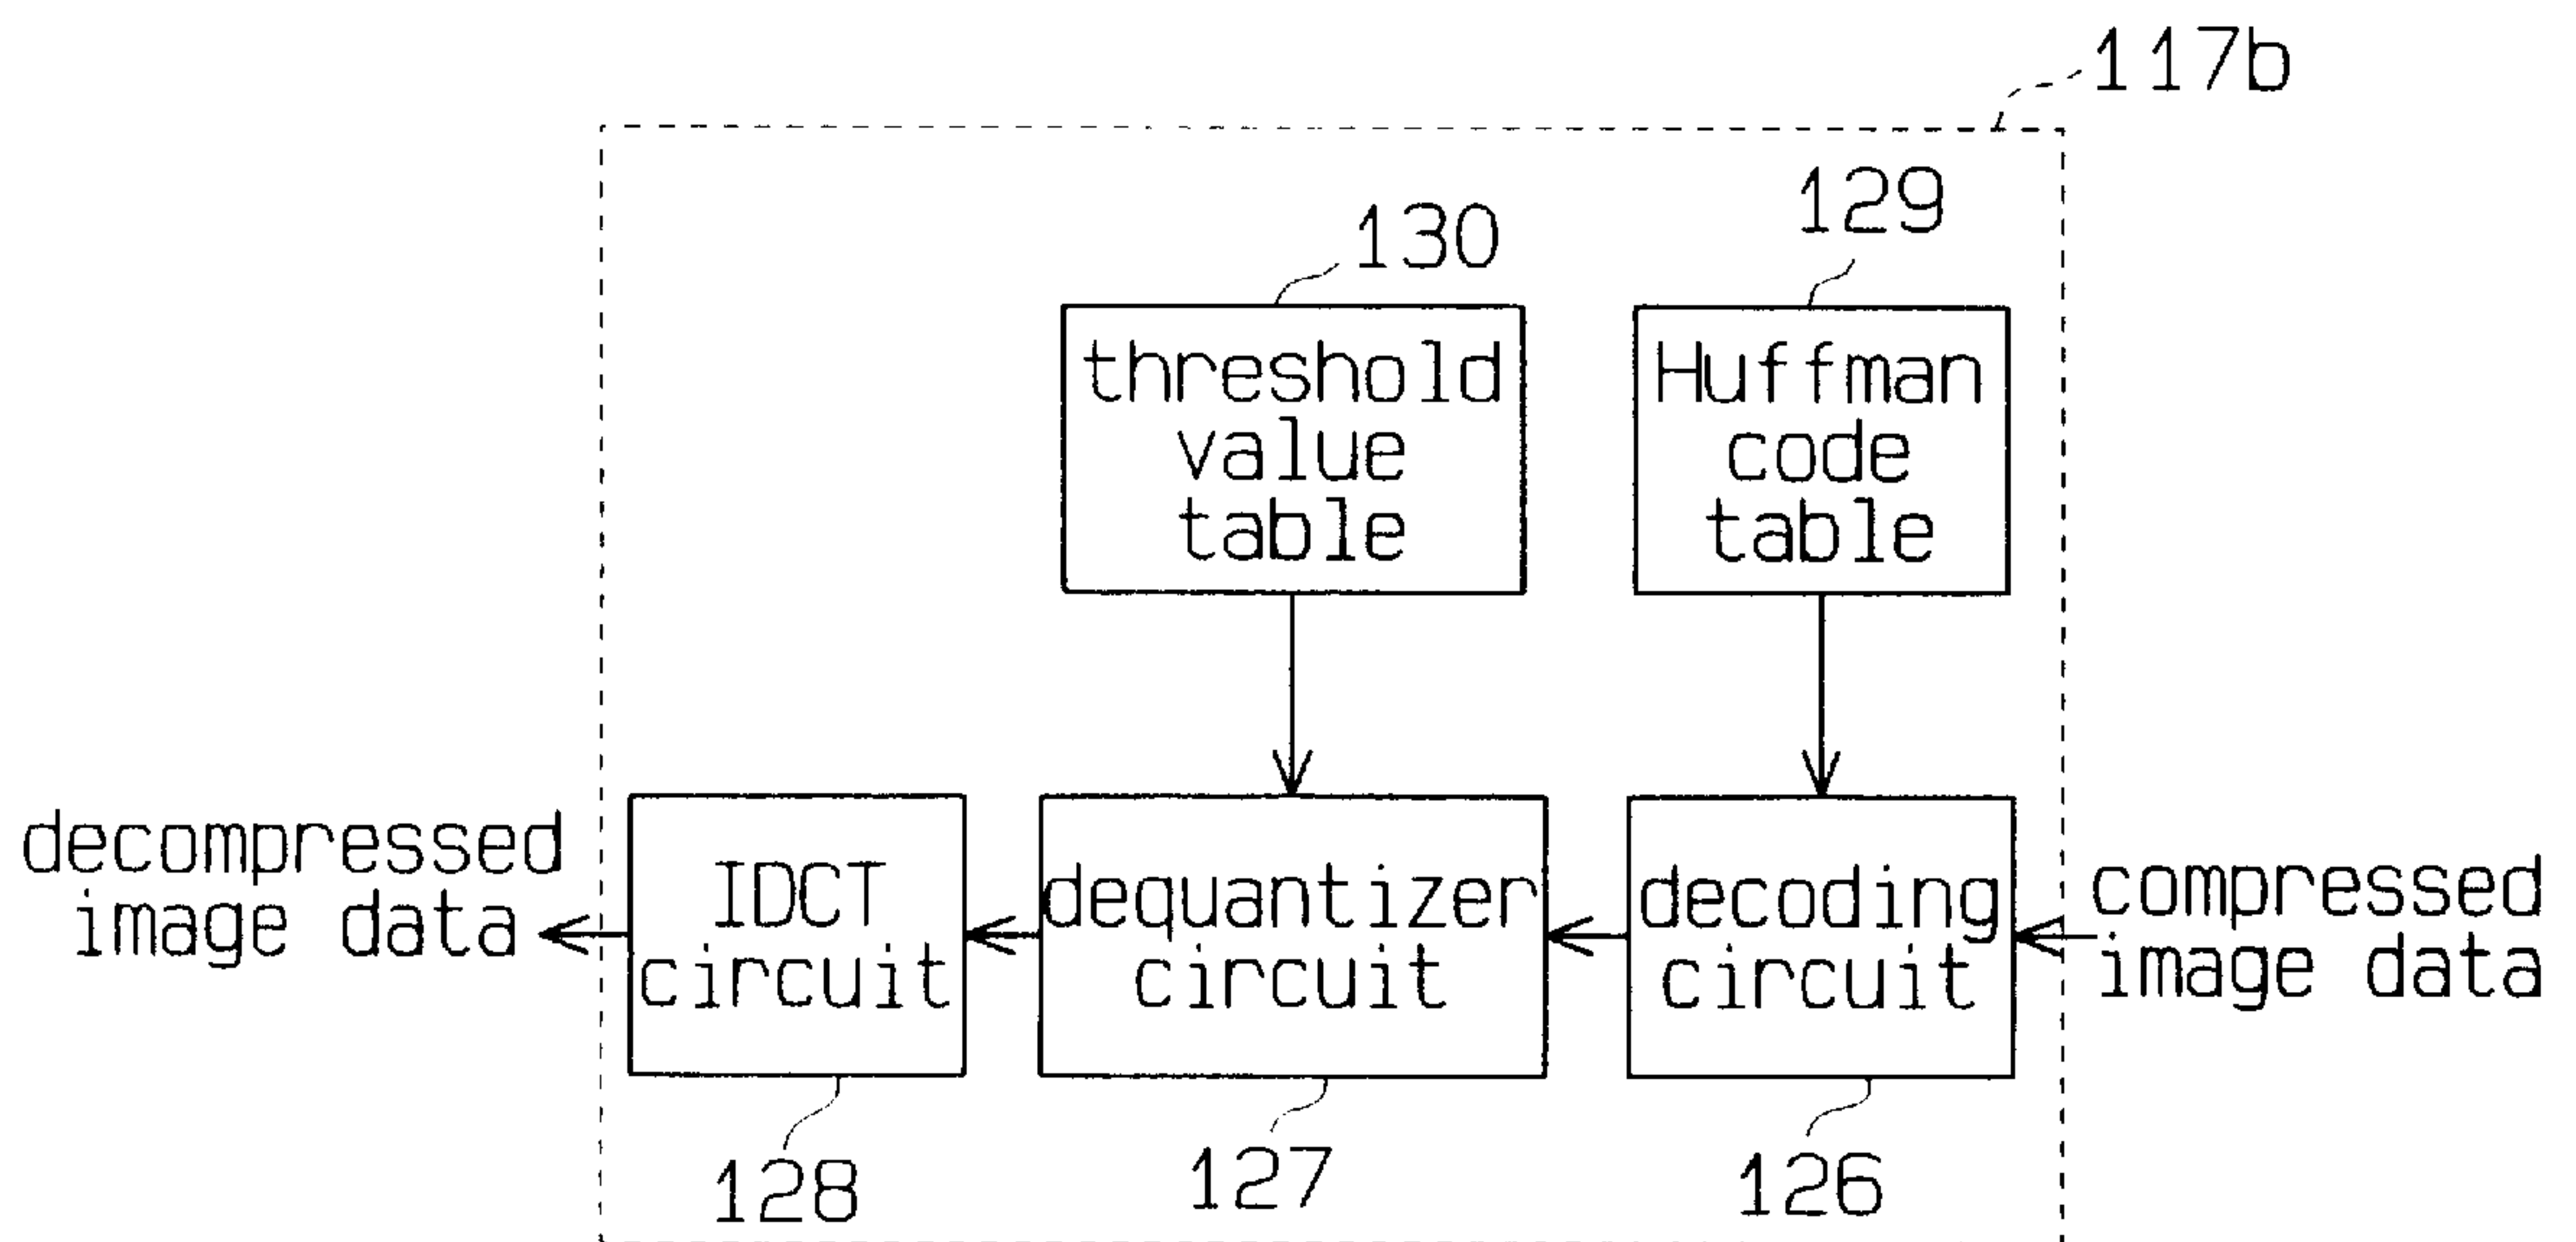 117b
130
129
threshold
value
table
Huffman
code
table
decompressed
image data
IDCT
circuit
dequantizer
circuit
decoding
circuit
compressed
image data
128
127
126